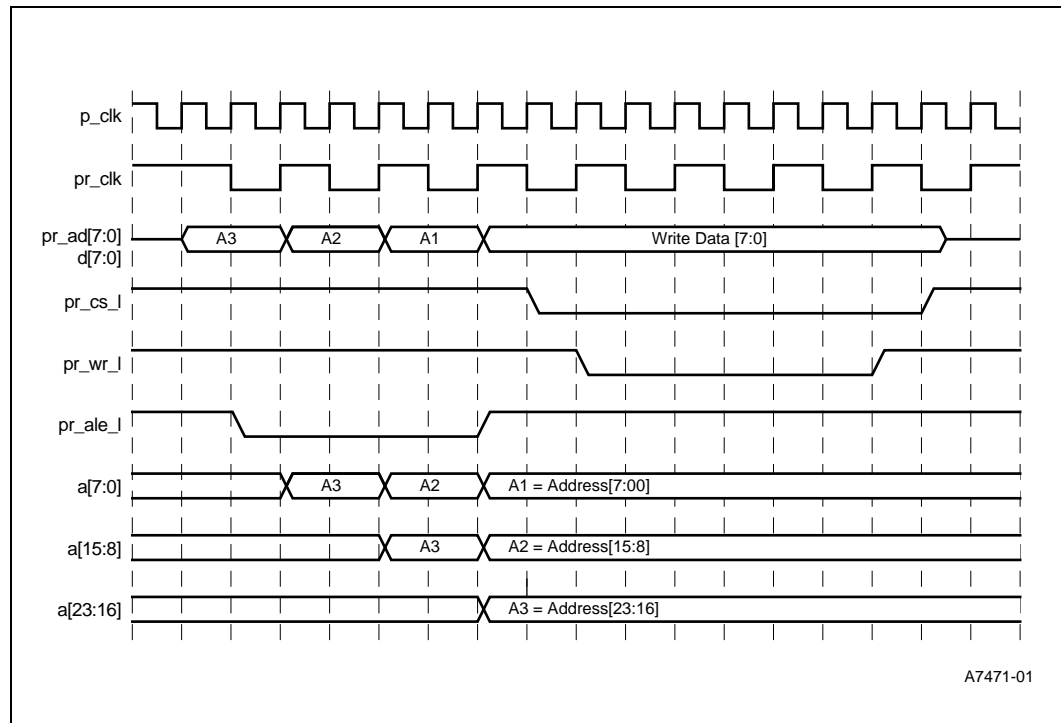 p_clk
pr_clk
pr_ad[7:0] A3 A2 A1 Write Data [7:0]
d[7:0]
pr_cs_l
pr_wr_l
pr_ale_l
a[7:0] A3 A2 A1 = Address[7:00]
a[15:8] A3 A2 = Address[15:8]
a[23:16] A3 = Address[23:16]
A7471-01